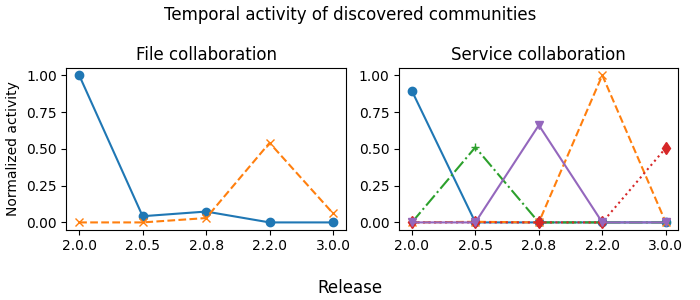 Temporal activity of discovered communities
File collaboration
Service collaboration
Normalized activity
1.00
0.75
0.50
0.25
0.00
2.0.0 2.0.5 2.0.8 2.2.0 3.0.0
1.00
0.75
0.50
0.25
0.00
2.0.0 2.0.5 2.0.8 2.2.0 3.0.0
Release